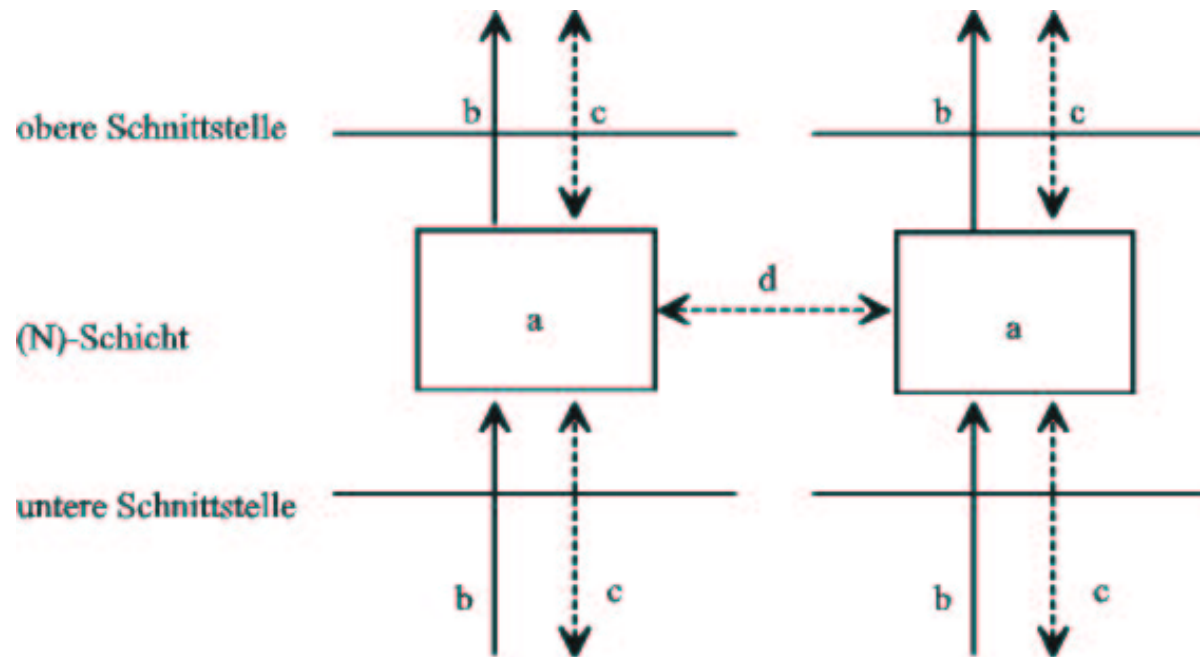 b c b c
obere Schnittstelle
d
a a
(N)-Schicht
untere Schnittstelle
b c b c